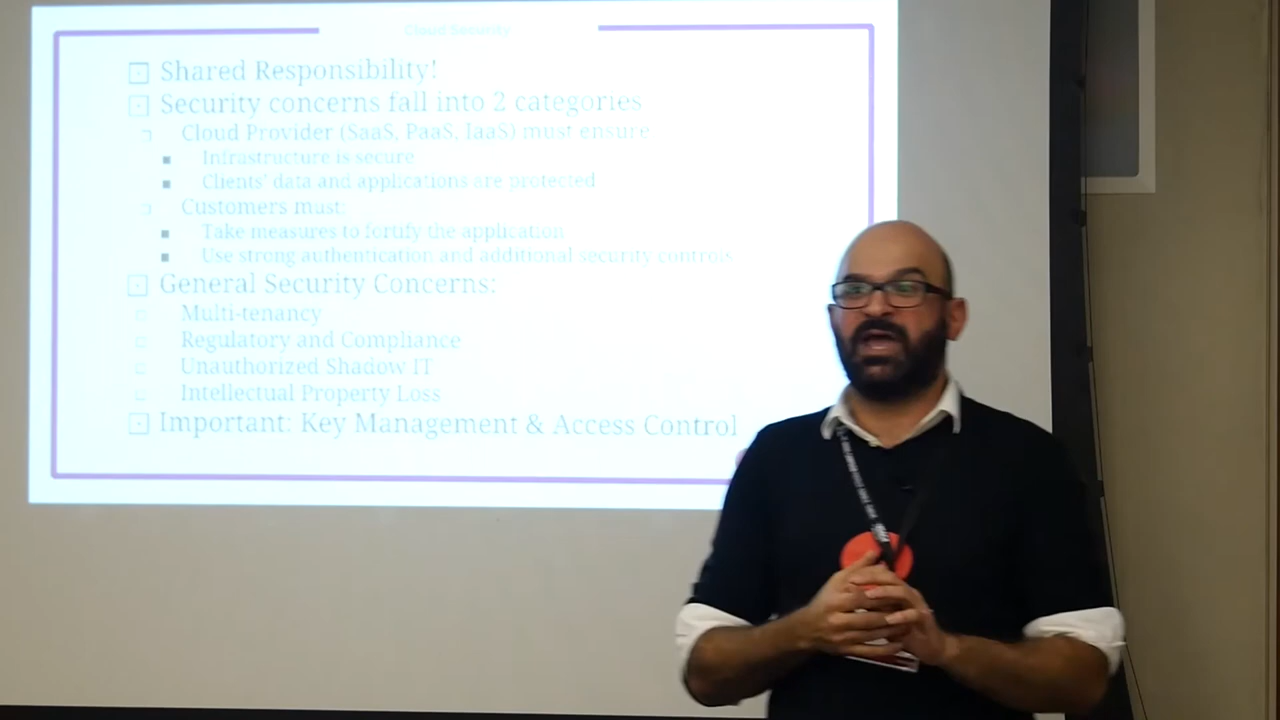 Cloud Security
Shared Responsibility!
Security concerns fall into 2 categories
Cloud Provider (SaaS, PaaS, IaaS) must ensure
Infrastructure is secure
Clients' data and applications are protected
Customers must:
Take measures to fortify the application
Use strong authentication and additional security controls
General Security Concerns:
Multi-tenancy
Regulatory and Compliance
Unauthorized Shadow IT
Intellectual Property Loss
Important: Key Management & Access Control